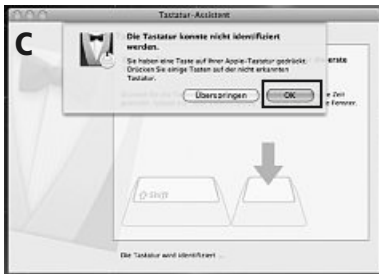 Tastatur-Assistent
C
Die Tastatur konnte nicht identifiziert
werden.
Sie haben eine Taste auf Ihrer Apple-Tastatur gedrückt.
Drücken Sie einige Tasten auf der nicht erkannten
Tastatur.
erste
Überspringen
OK
Zeit
Fenster.
Shift
Die Tastatur wird identifiziert ...